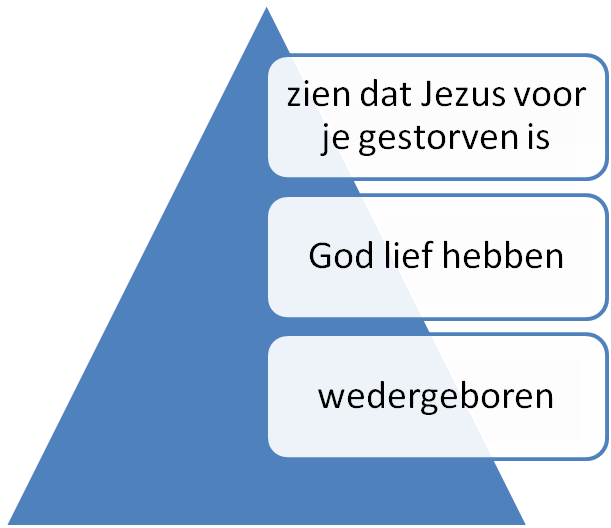 zien dat Jezus voor
je gestorven is
God lief hebben
wedergeboren